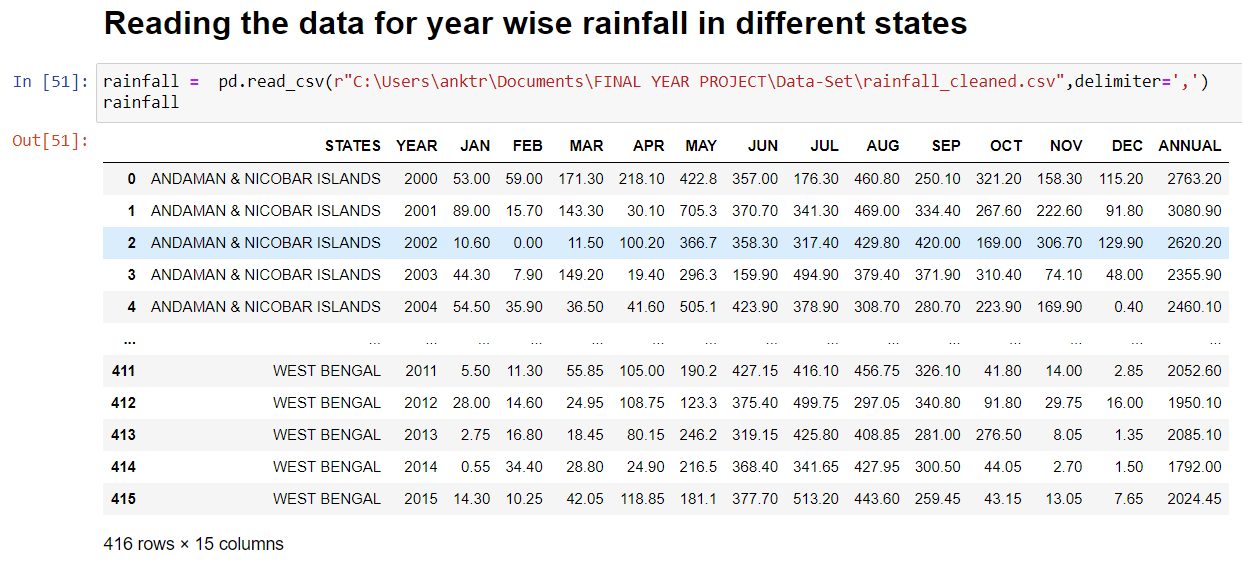 Reading the data for year wise rainfall in different states
In [51]: rainfall =  pd.read_csv(r"C:\Users\anktr\Documents\FINAL YEAR PROJECT\Data-Set\rainfall_cleaned.csv",delimiter=',')
rainfall
Out[51]:
STATES YEAR JAN FEB MAR APR MAY JUN JUL AUG SEP OCT NOV DEC ANNUAL
0 ANDAMAN & NICOBAR ISLANDS 2000 53.00 59.00 171.30 218.10 422.8 357.00 176.30 460.80 250.10 321.20 158.30 115.20 2763.20
1 ANDAMAN & NICOBAR ISLANDS 2001 89.00 15.70 143.30 30.10 705.3 370.70 341.30 469.00 334.40 267.60 222.60 91.80 3080.90
2 ANDAMAN & NICOBAR ISLANDS 2002 10.60 0.00 11.50 100.20 366.7 358.30 317.40 429.80 420.00 169.00 306.70 129.90 2620.20
3 ANDAMAN & NICOBAR ISLANDS 2003 44.30 7.90 149.20 19.40 296.3 159.90 494.90 379.40 371.90 310.40 74.10 48.00 2355.90
4 ANDAMAN & NICOBAR ISLANDS 2004 54.50 35.90 36.50 41.60 505.1 423.90 378.90 308.70 280.70 223.90 169.90 0.40 2460.10
... ... ... ... ... ... ... ... ... ... ... ... ... ... ... ...
411 WEST BENGAL 2011 5.50 11.30 55.85 105.00 190.2 427.15 416.10 456.75 326.10 41.80 14.00 2.85 2052.60
412 WEST BENGAL 2012 28.00 14.60 24.95 108.75 123.3 375.40 499.75 297.05 340.80 91.80 29.75 16.00 1950.10
413 WEST BENGAL 2013 2.75 16.80 18.45 80.15 246.2 319.15 425.80 408.85 281.00 276.50 8.05 1.35 2085.10
414 WEST BENGAL 2014 0.55 34.40 28.80 24.90 216.5 368.40 341.65 427.95 300.50 44.05 2.70 1.50 1792.00
415 WEST BENGAL 2015 14.30 10.25 42.05 118.85 181.1 377.70 513.20 443.60 259.45 43.15 13.05 7.65 2024.45
416 rows × 15 columns